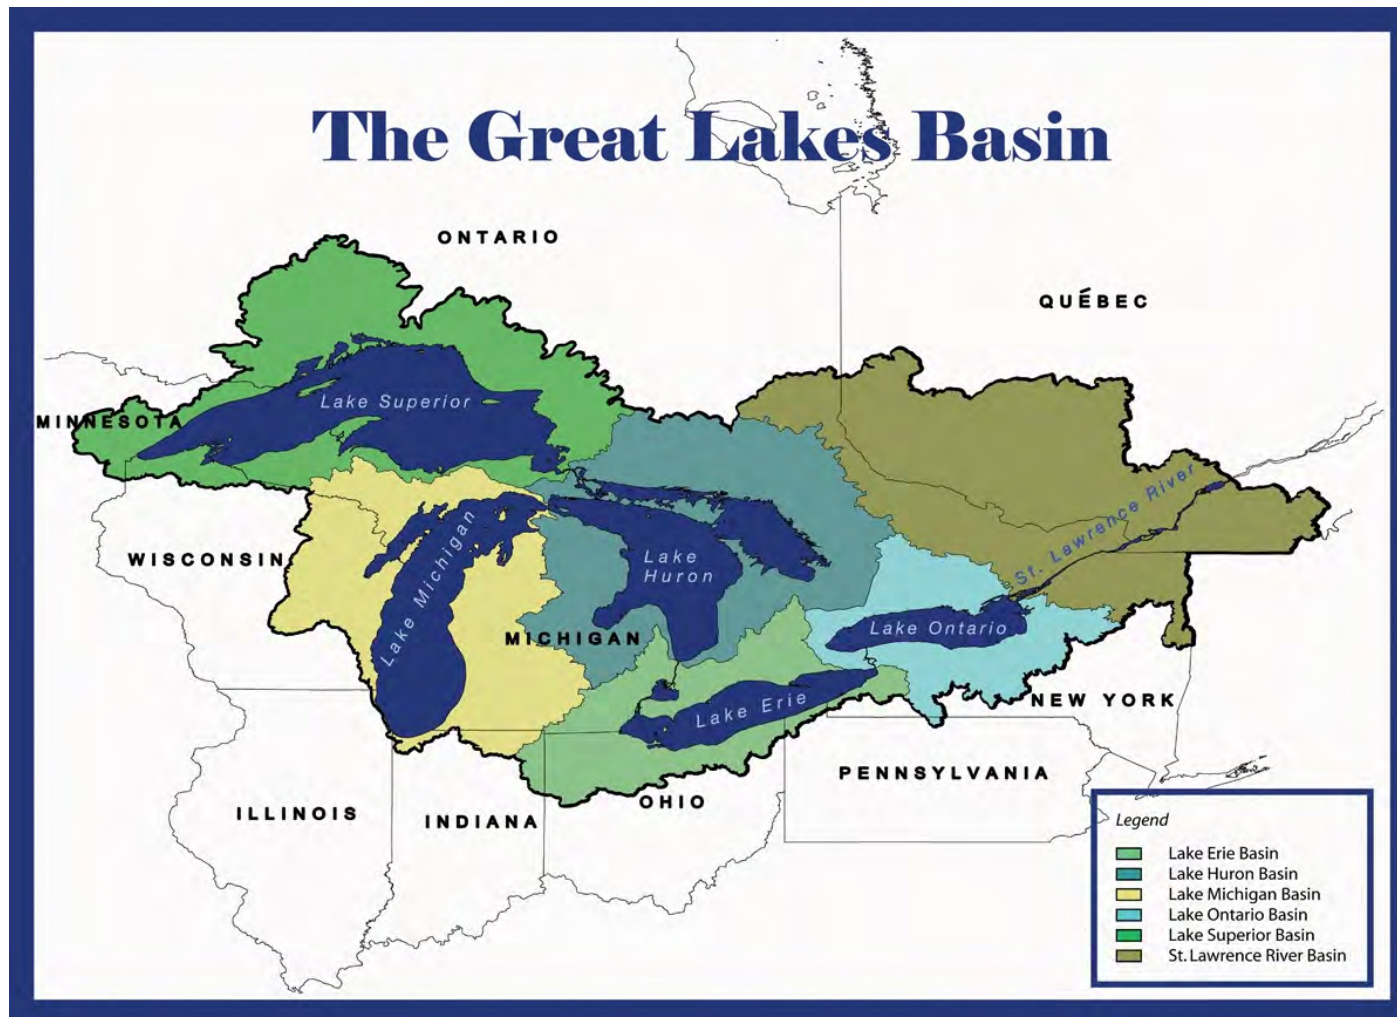 The Great Lakes Basin
ONTARIO
QUÉBEC
Lake Superior
MINNESOTA
St. Lawrence River
WISCONSIN
Lake Michigan
Lake
Huron
MICHIGAN
Lake Ontario
Lake Erie
NEW YORK
PENNSYLVANIA
OHIO
ILLINOIS
INDIANA
Legend
Lake Erie Basin
Lake Huron Basin
Lake Michigan Basin
Lake Ontario Basin
Lake Superior Basin
St. Lawrence River Basin